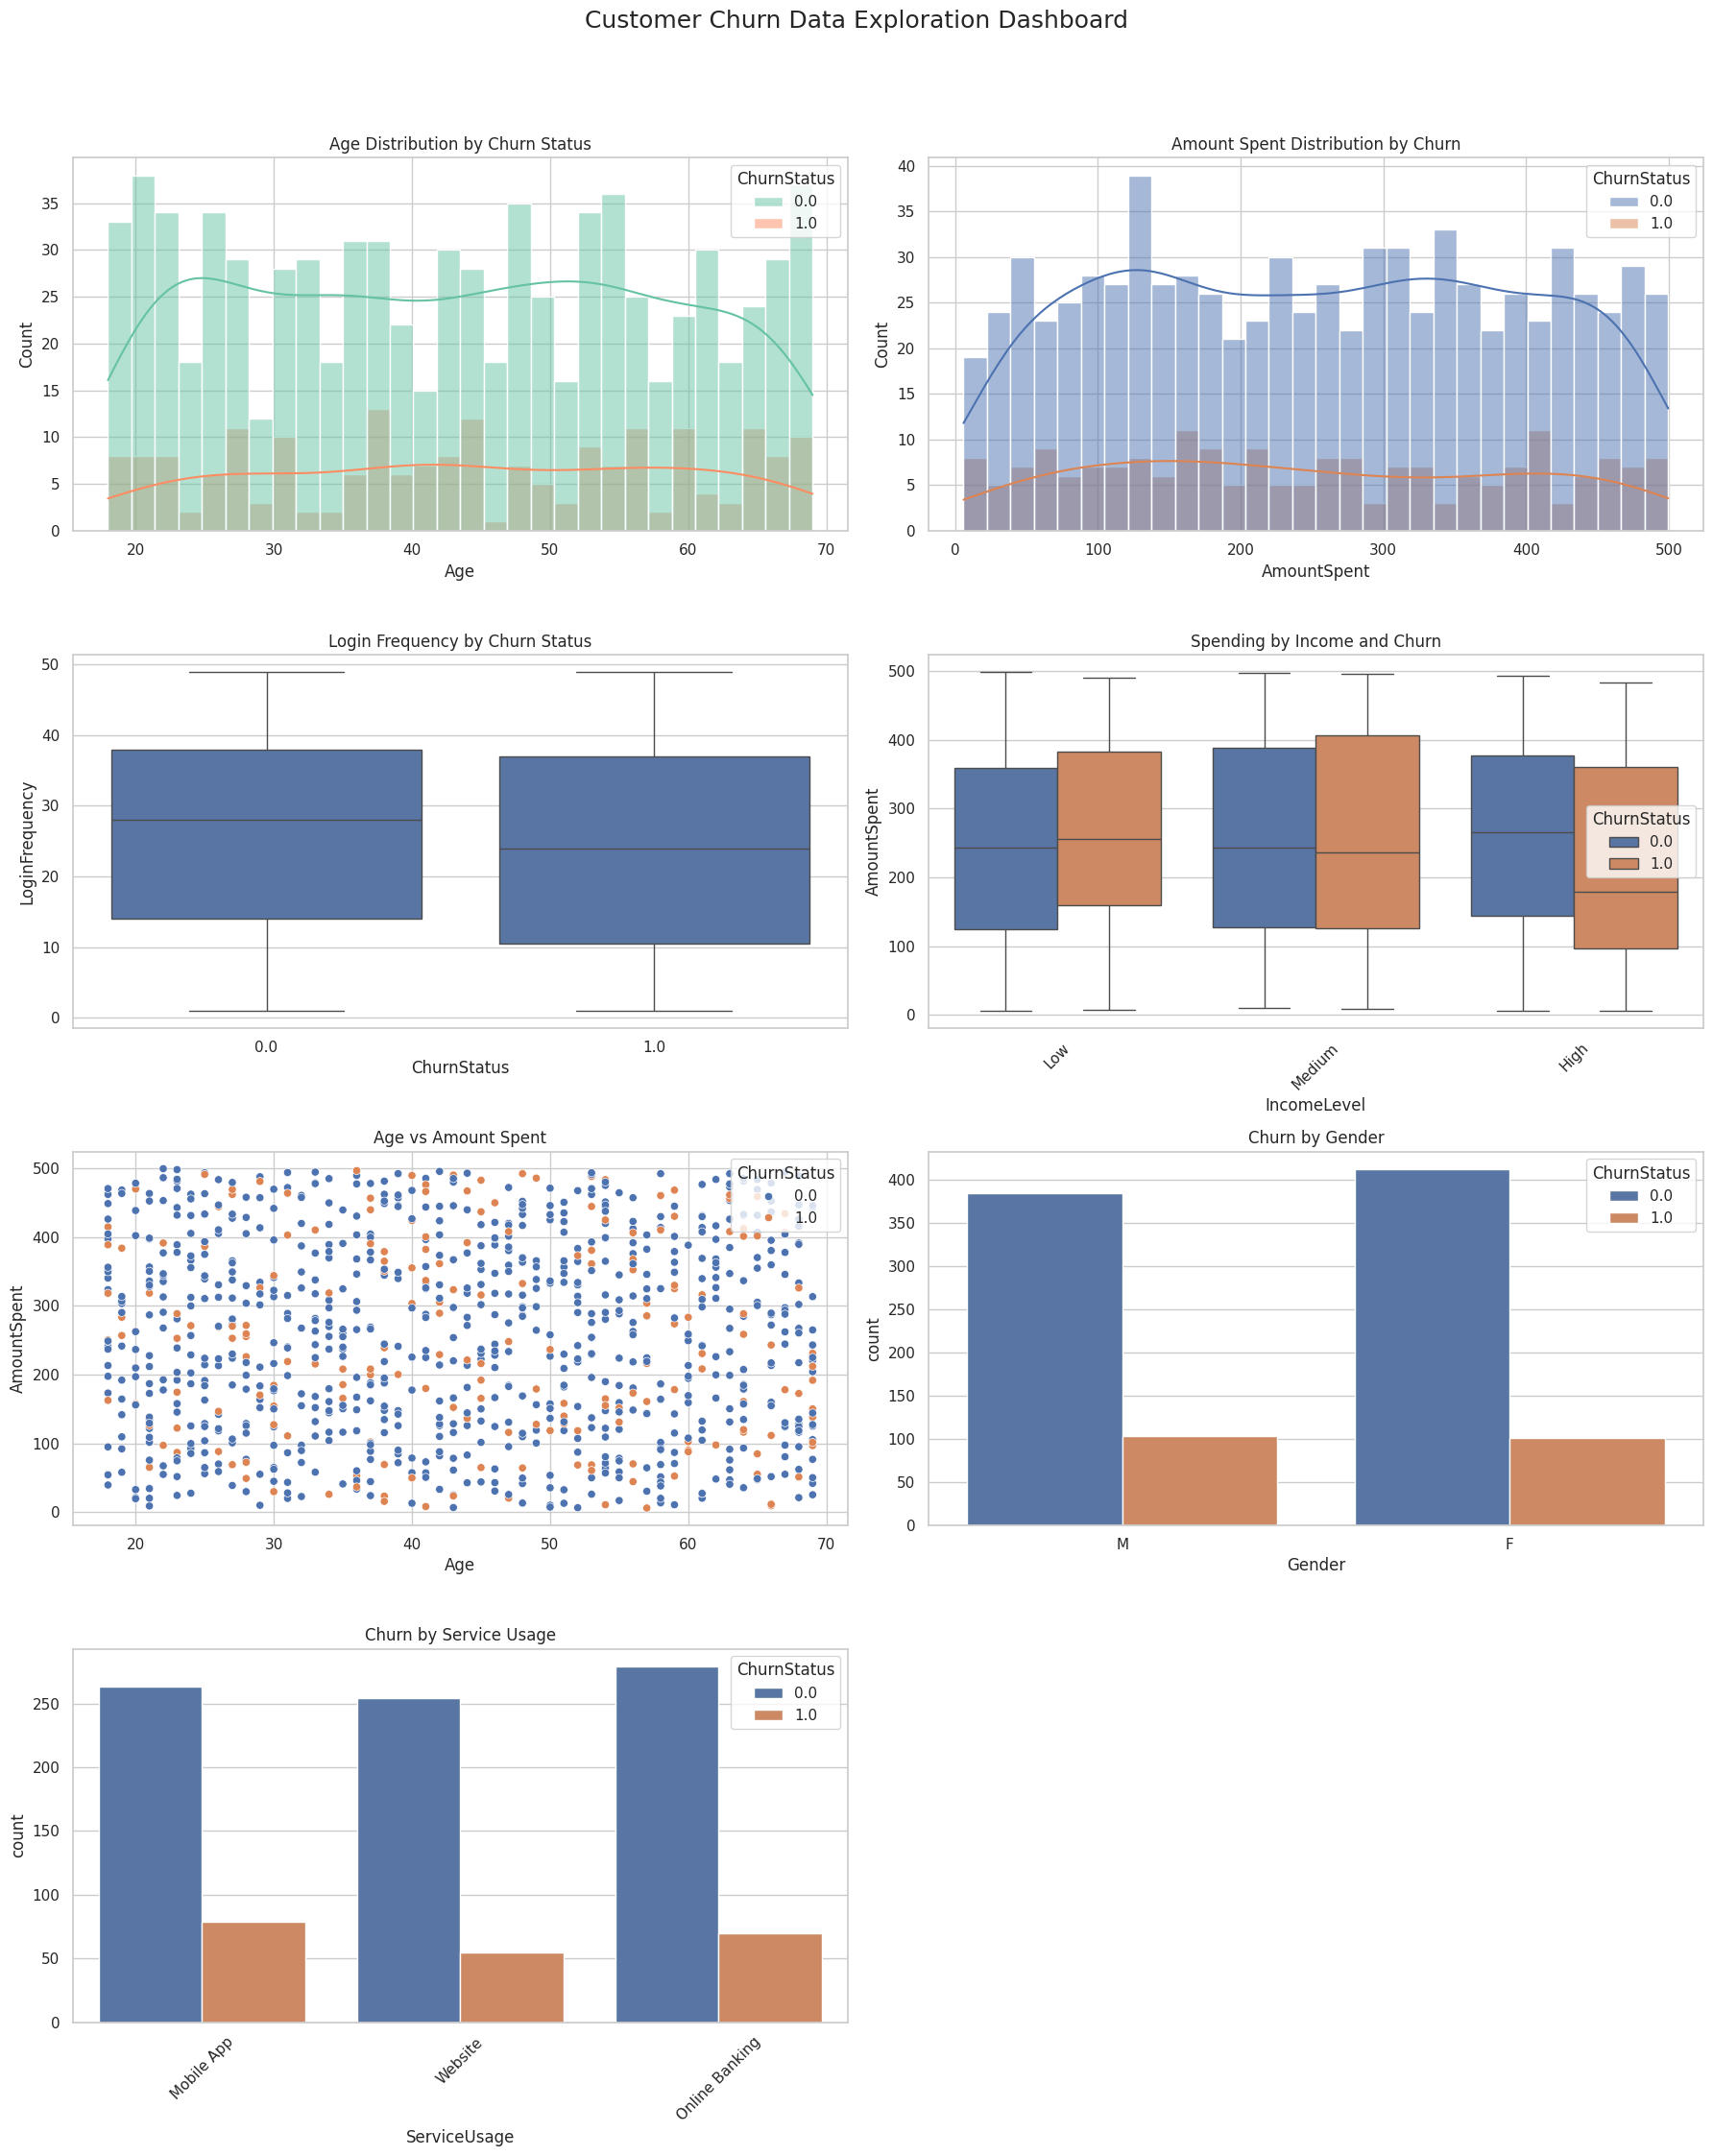 Customer Churn Data Exploration Dashboard
Age Distribution by Churn Status
ChurnStatus
0.0
1.0
Count
35
30
25
20
15
10
5
0
20
30
40
50
60
70
Age
Amount Spent Distribution by Churn
ChurnStatus
0.0
1.0
Count
40
35
30
25
20
15
10
5
0
0
100
200
300
400
500
AmountSpent
Login Frequency by Churn Status
LoginFrequency
50
40
30
20
10
0
0.0
1.0
ChurnStatus
Spending by Income and Churn
ChurnStatus
0.0
1.0
AmountSpent
500
400
300
200
100
0
Low
Medium
High
IncomeLevel
Age vs Amount Spent
ChurnStatus
0.0
1.0
AmountSpent
500
400
300
200
100
0
20
30
40
50
60
70
Age
Churn by Gender
ChurnStatus
0.0
1.0
count
400
350
300
250
200
150
100
50
0
M
F
Gender
Churn by Service Usage
ChurnStatus
0.0
1.0
count
250
200
150
100
50
0
Mobile App
Website
Online Banking
ServiceUsage